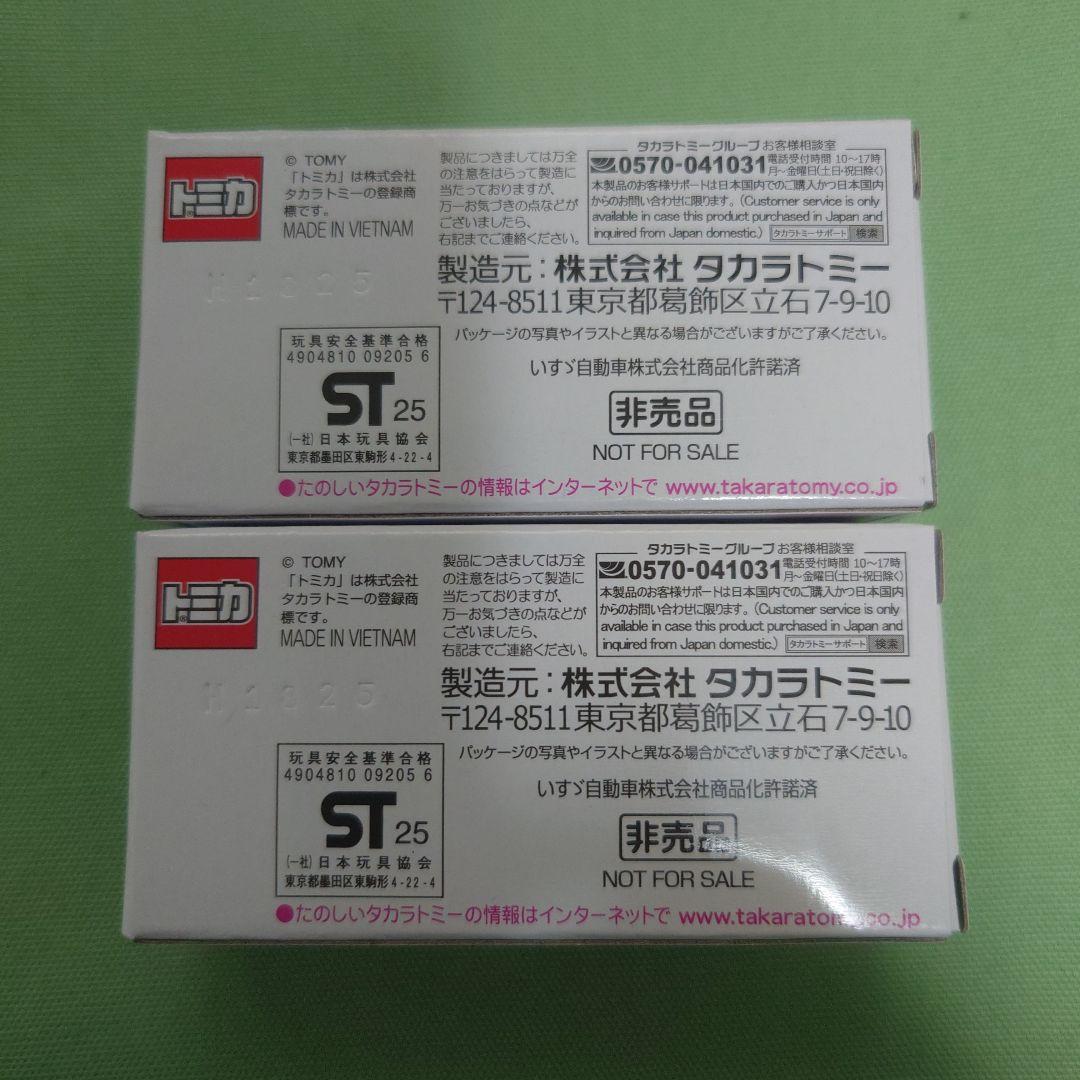 トミカ®
© TOMY
「トミカ」は株式会社
タカラトミーの登録商
標です。
MADE IN VIETNAM
製品につきましては万全
の注意をはらって製造に
当たっておりますが、
万一お気づきの点などが
ございましたら、
右記までご連絡ください。
タカラトミーグループ お客様相談室
0570-041031 電話受付時間 10〜17時
月〜金曜日(土日・祝日除く)
本製品のお客様サポートは日本国内でのご購入かつ日本国内
からのお問い合わせに限ります。(Customer service is only
available in case this product purchased in Japan and
inquired from Japan domestic.) タカラトミーサポート 検索
製造元：株式会社 タカラトミー
〒124-8511 東京都葛飾区立石7-9-10
パッケージの写真やイラストと異なる場合がございますがご了承ください。
いすゞ自動車株式会社商品化許諾済
非売品
NOT FOR SALE
玩具安全基準合格
4904810 09205 6
ST 25
(一社)日本玩具協会
東京都墨田区東駒形4-22-4
●たのしいタカラトミーの情報はインターネットで www.takaratomy.co.jp
トミカ®
© TOMY
「トミカ」は株式会社
タカラトミーの登録商
標です。
MADE IN VIETNAM
製品につきましては万全
の注意をはらって製造に
当たっておりますが、
万一お気づきの点などが
ございましたら、
右記までご連絡ください。
タカラトミーグループ お客様相談室
0570-041031 電話受付時間 10〜17時
月〜金曜日(土日・祝日除く)
本製品のお客様サポートは日本国内でのご購入かつ日本国内
からのお問い合わせに限ります。(Customer service is only
available in case this product purchased in Japan and
inquired from Japan domestic.) タカラトミーサポート 検索
製造元：株式会社 タカラトミー
〒124-8511 東京都葛飾区立石7-9-10
パッケージの写真やイラストと異なる場合がございますがご了承ください。
いすゞ自動車株式会社商品化許諾済
非売品
NOT FOR SALE
玩具安全基準合格
4904810 09205 6
ST 25
(一社)日本玩具協会
東京都墨田区東駒形4-22-4
●たのしいタカラトミーの情報はインターネットで www.takaratomy.co.jp